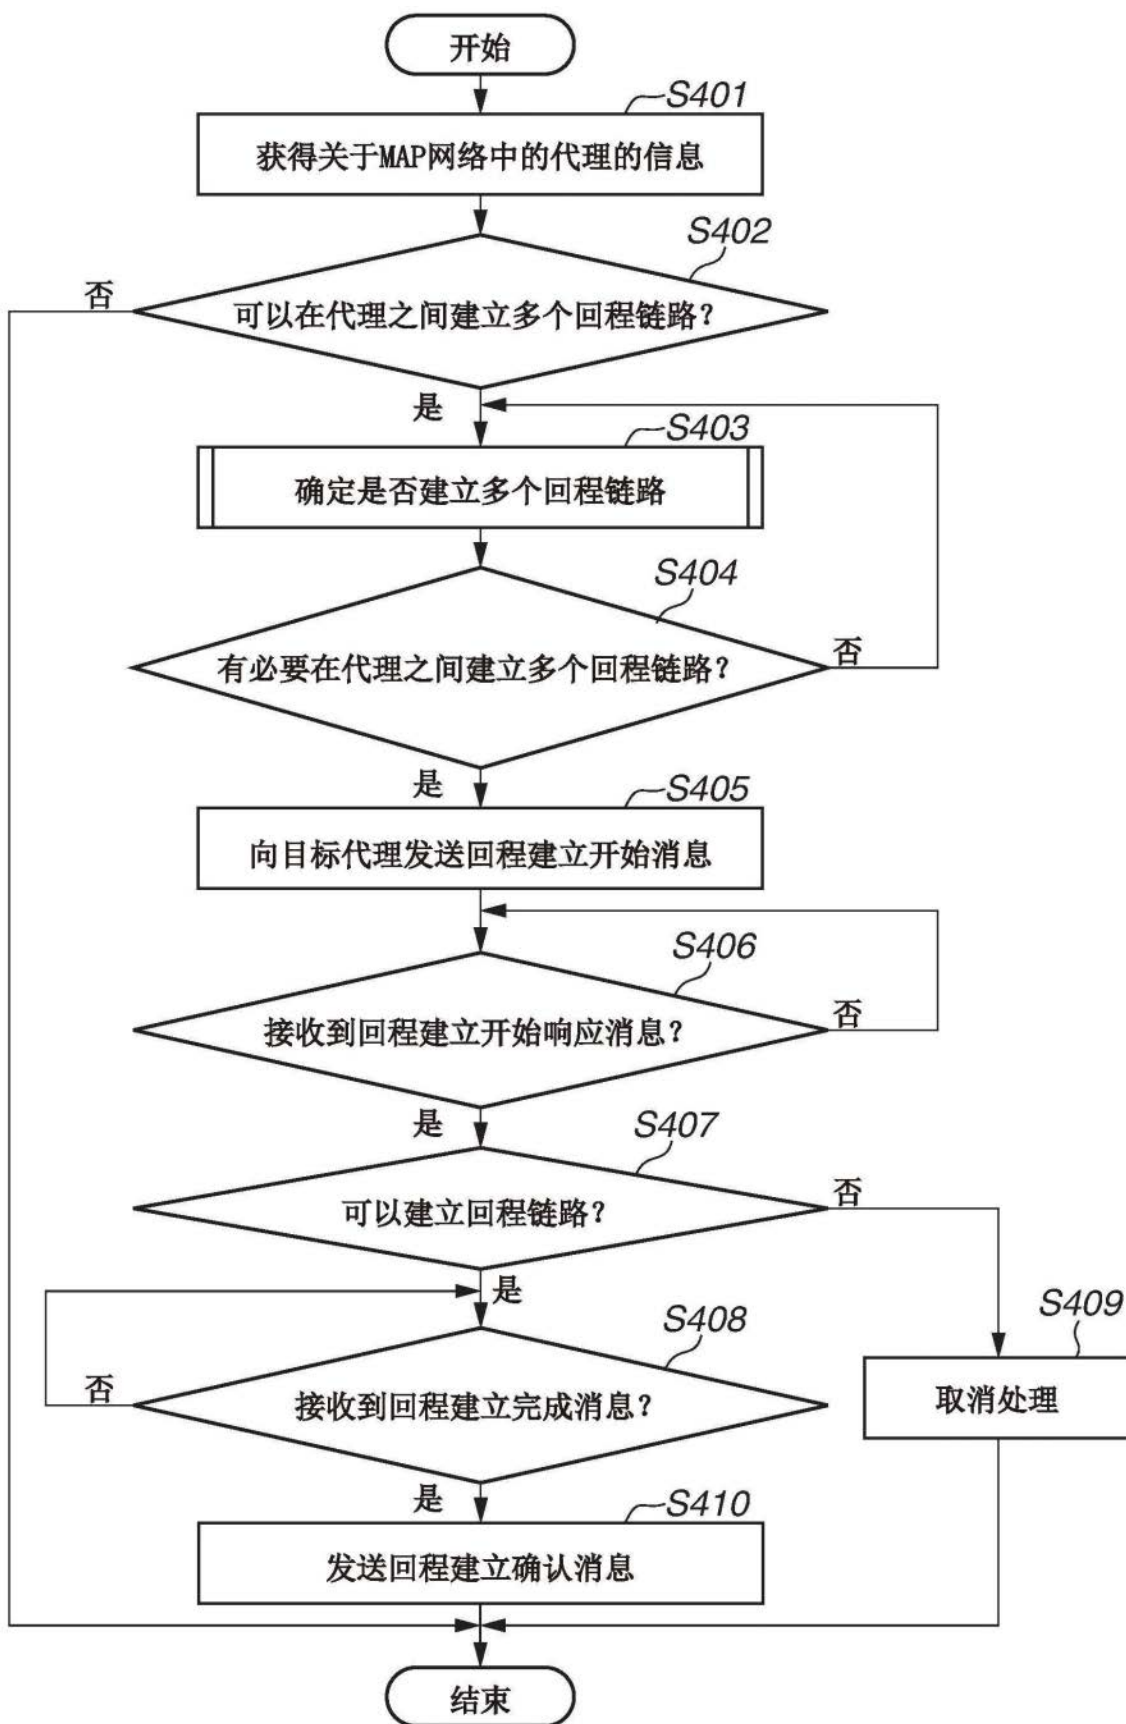 开始
S401
获得关于MAP网络中的代理的信息
S402
否
可以在代理之间建立多个回程链路?
是
S403
确定是否建立多个回程链路
S404
有必要在代理之间建立多个回程链路?
否
是
S405
向目标代理发送回程建立开始消息
S406
接收到回程建立开始响应消息?
否
是
S407
可以建立回程链路?
否
是
S408
S409
否
接收到回程建立完成消息?
取消处理
是
S410
发送回程建立确认消息
结束